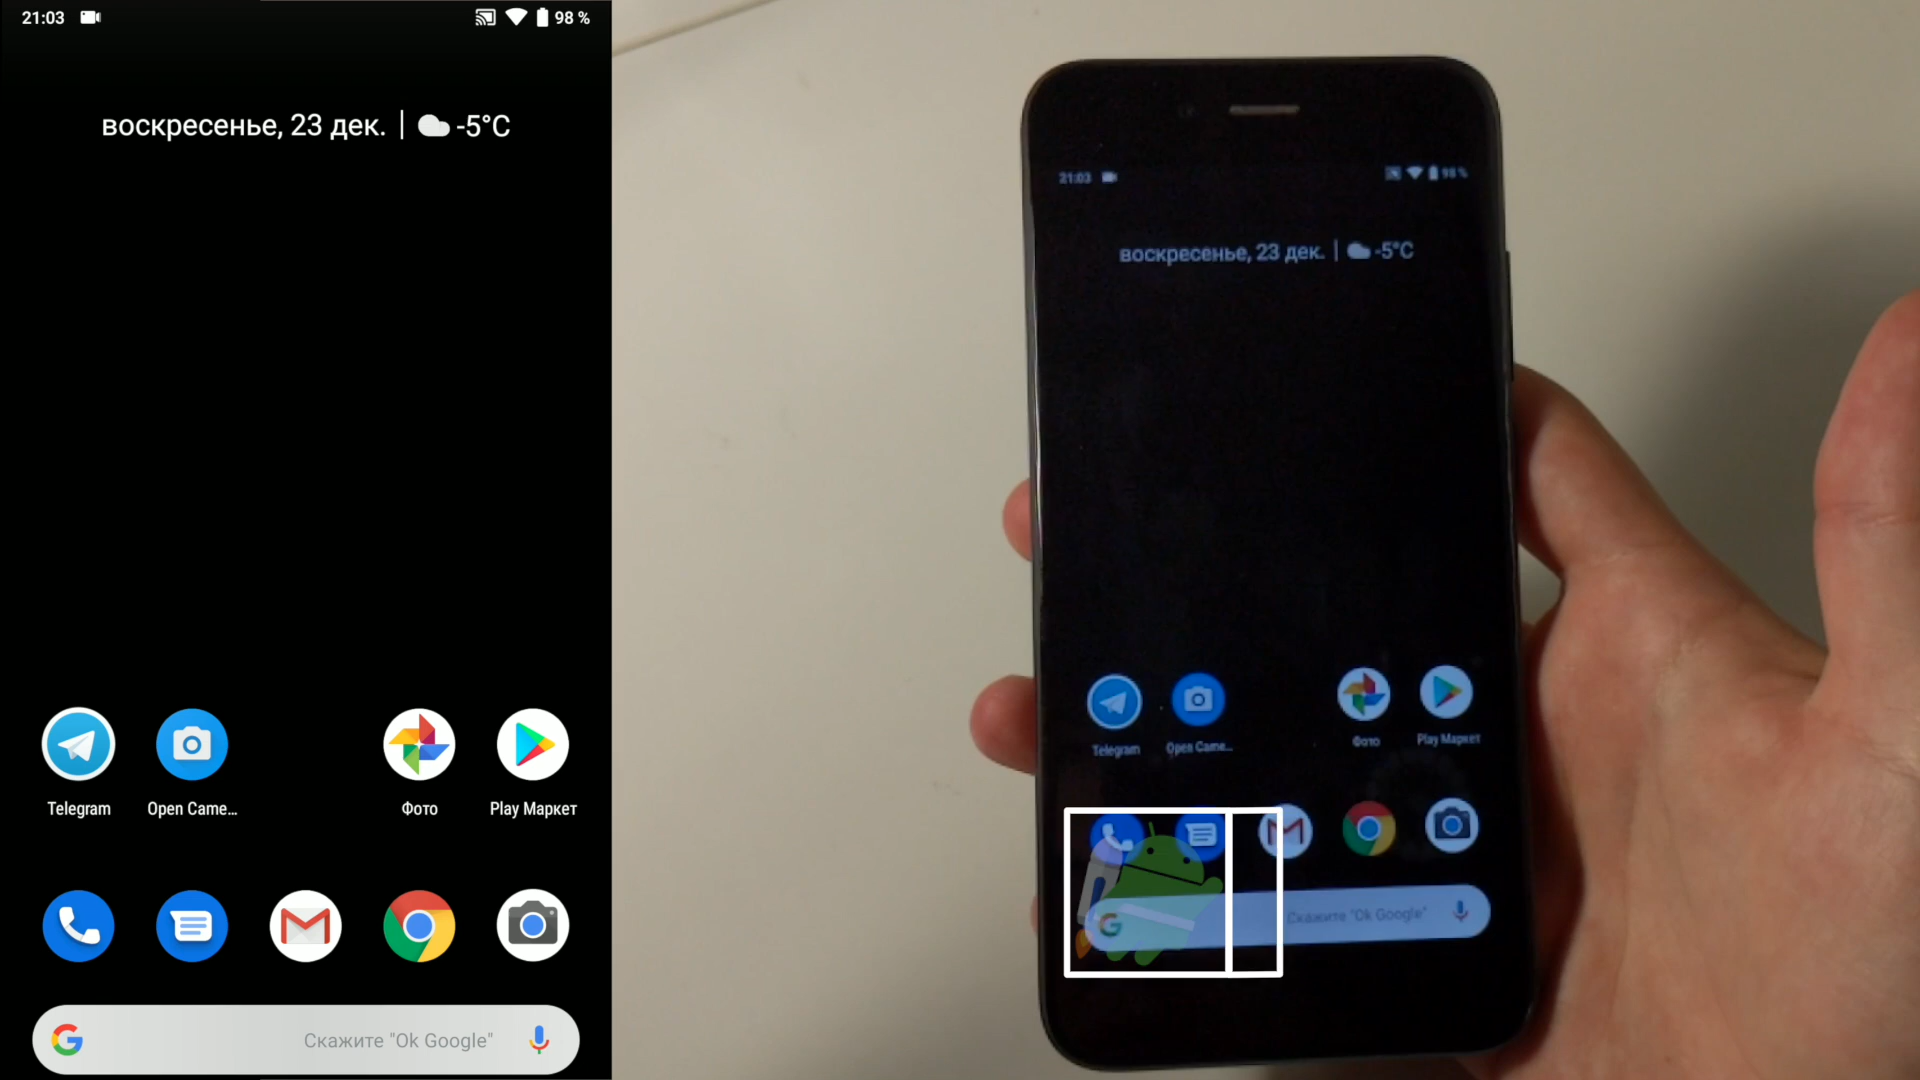 21:03
98 %
воскресенье, 23 дек. | -5°C
Telegram
Open Came...
Фото
Play Маркет
Скажите "Ok Google"
21:03
98 %
воскресенье, 23 дек. | -5°C
Telegram
Open Came...
Фото
Play Маркет
Скажите "Ok Google"